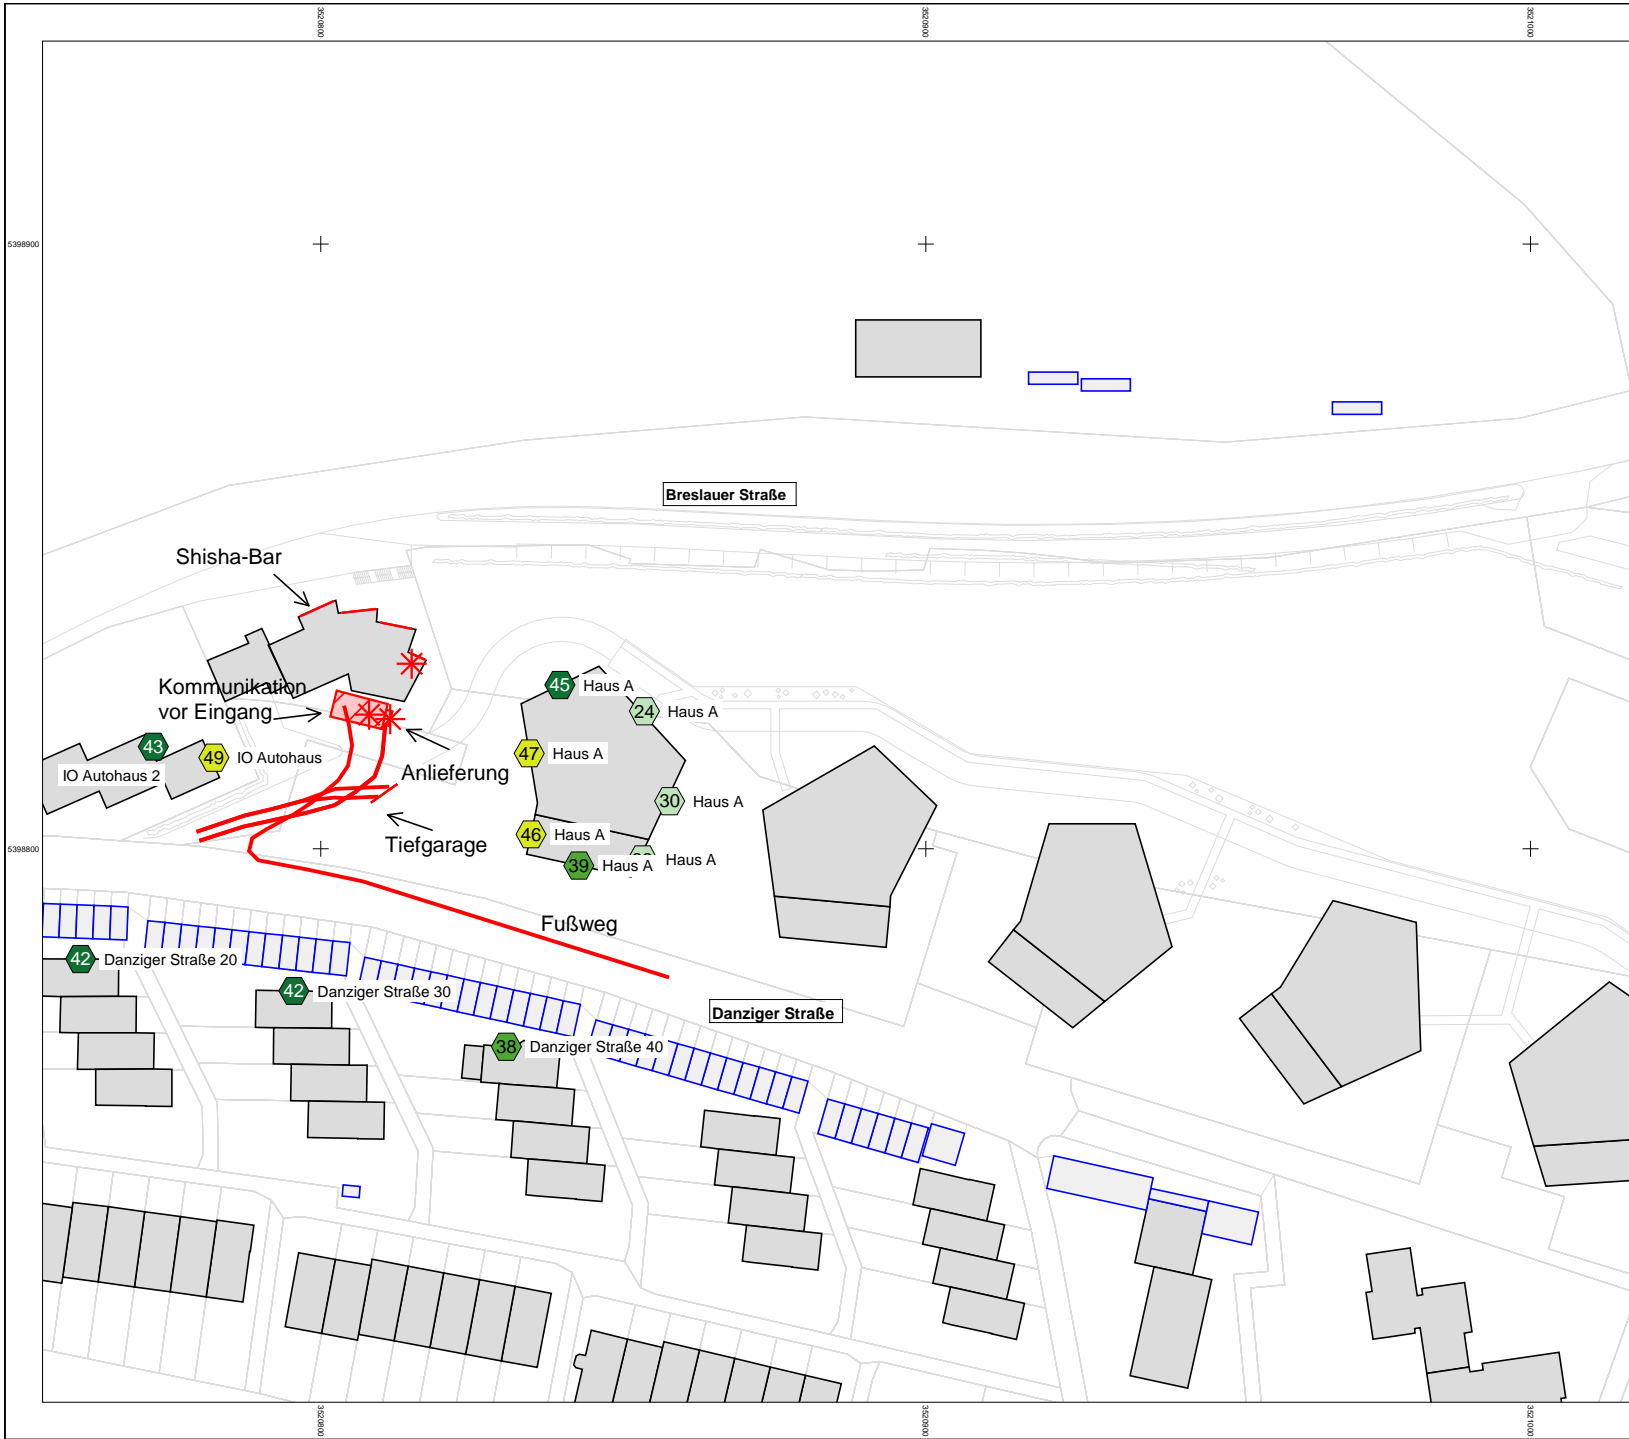 3520800
3520900
3521000
5398900
Breslauer Straße
Shisha-Bar
Kommunikation
vor Eingang
45 Haus A
24 Haus A
43
49 IO Autohaus
IO Autohaus 2
47 Haus A
Anlieferung
30 Haus A
Tiefgarage
46 Haus A
5398800
39 Haus A
Haus A
Fußweg
42 Danziger Straße 20
42 Danziger Straße 30
Danziger Straße
38 Danziger Straße 40
3520800
3520900
3521000